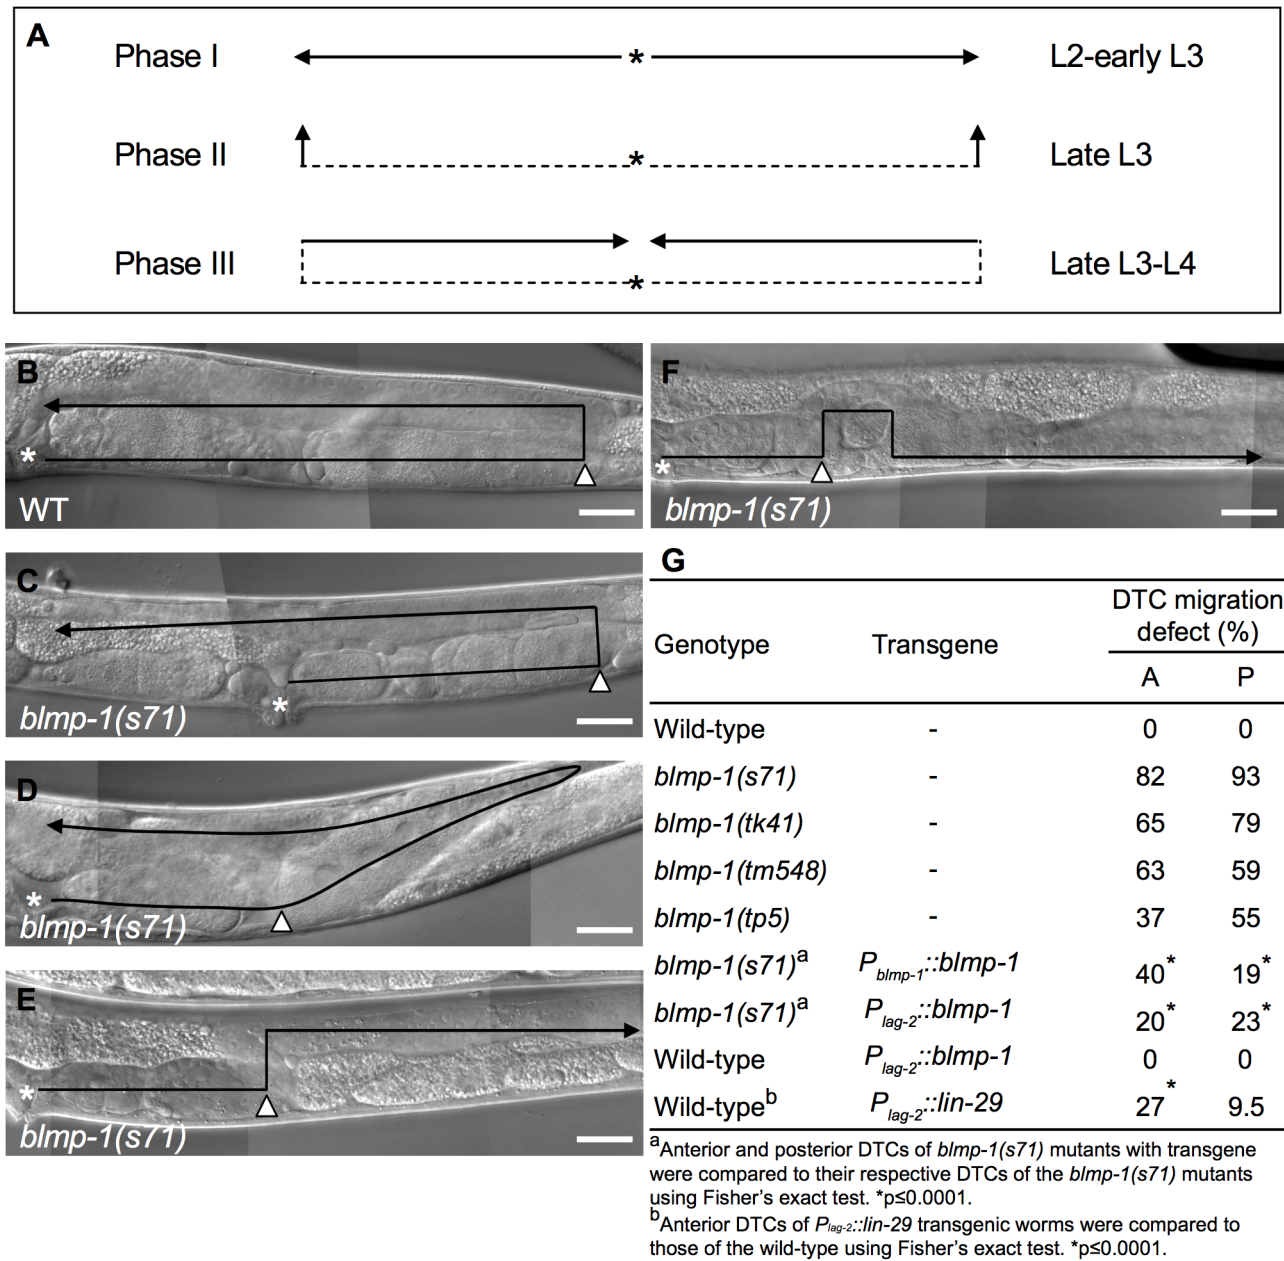 A
Phase I * L2-early L3
Phase II * Late L3
Phase III * Late L3-L4
B
*
WT
C
*
blmp-1(s71)
D
*
blmp-1(s71)
E
*
blmp-1(s71)
F
*
blmp-1(s71)
G
Genotype Transgene DTC migration
defect (%)
A P
Wild-type - 0 0
blmp-1(s71) - 82 93
blmp-1(tk41) - 65 79
blmp-1(tm548) - 63 59
blmp-1(tp5) - 37 55
blmp-1(s71)a Pblmp-1::blmp-1 40* 19*
blmp-1(s71)a Plag-2::blmp-1 20* 23*
Wild-type Plag-2::blmp-1 0 0
Wild-typeb Plag-2::lin-29 27* 9.5
aAnterior and posterior DTCs of blmp-1(s71) mutants with transgene
were compared to their respective DTCs of the blmp-1(s71) mutants
using Fisher's exact test. *p≤0.0001.
bAnterior DTCs of Plag-2::lin-29 transgenic worms were compared to
those of the wild-type using Fisher's exact test. *p≤0.0001.